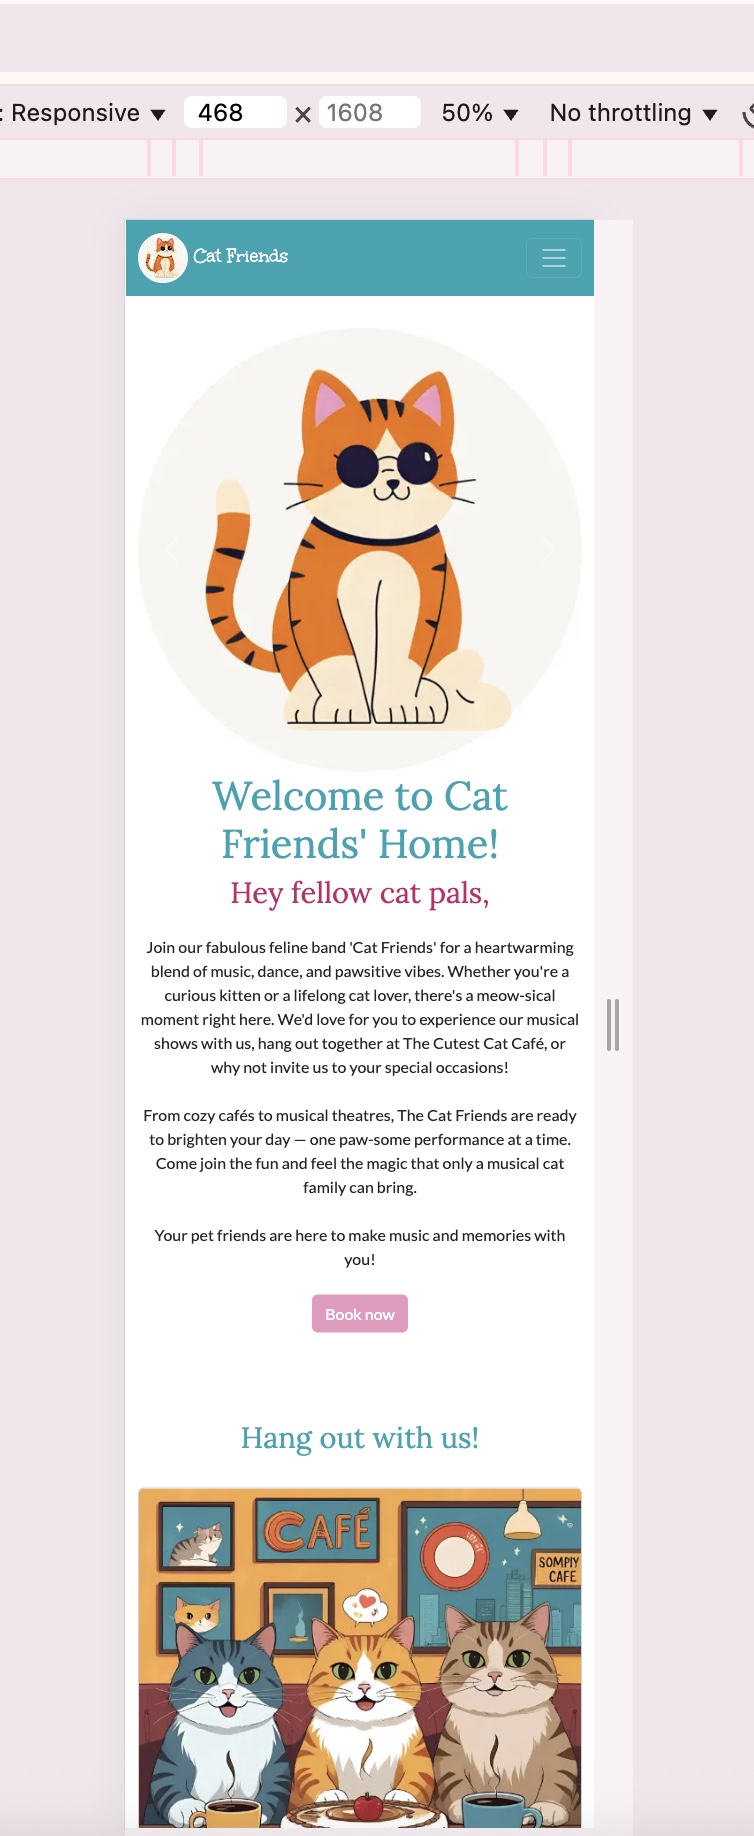 : Responsive ▼ 468 × 1608 50% ▼ No throttling ▼
Cat Friends
Welcome to Cat
Friends' Home!
Hey fellow cat pals,
Join our fabulous feline band 'Cat Friends' for a heartwarming
blend of music, dance, and pawsitive vibes. Whether you're a
curious kitten or a lifelong cat lover, there's a meow-sical
moment right here. We'd love for you to experience our musical
shows with us, hang out together at The Cutest Cat Café, or
why not invite us to your special occasions!
From cozy cafés to musical theatres, The Cat Friends are ready
to brighten your day — one paw-some performance at a time.
Come join the fun and feel the magic that only a musical cat
family can bring.
Your pet friends are here to make music and memories with
you!
Book now
Hang out with us!
CAFÉ
SOMPIY
CAFE